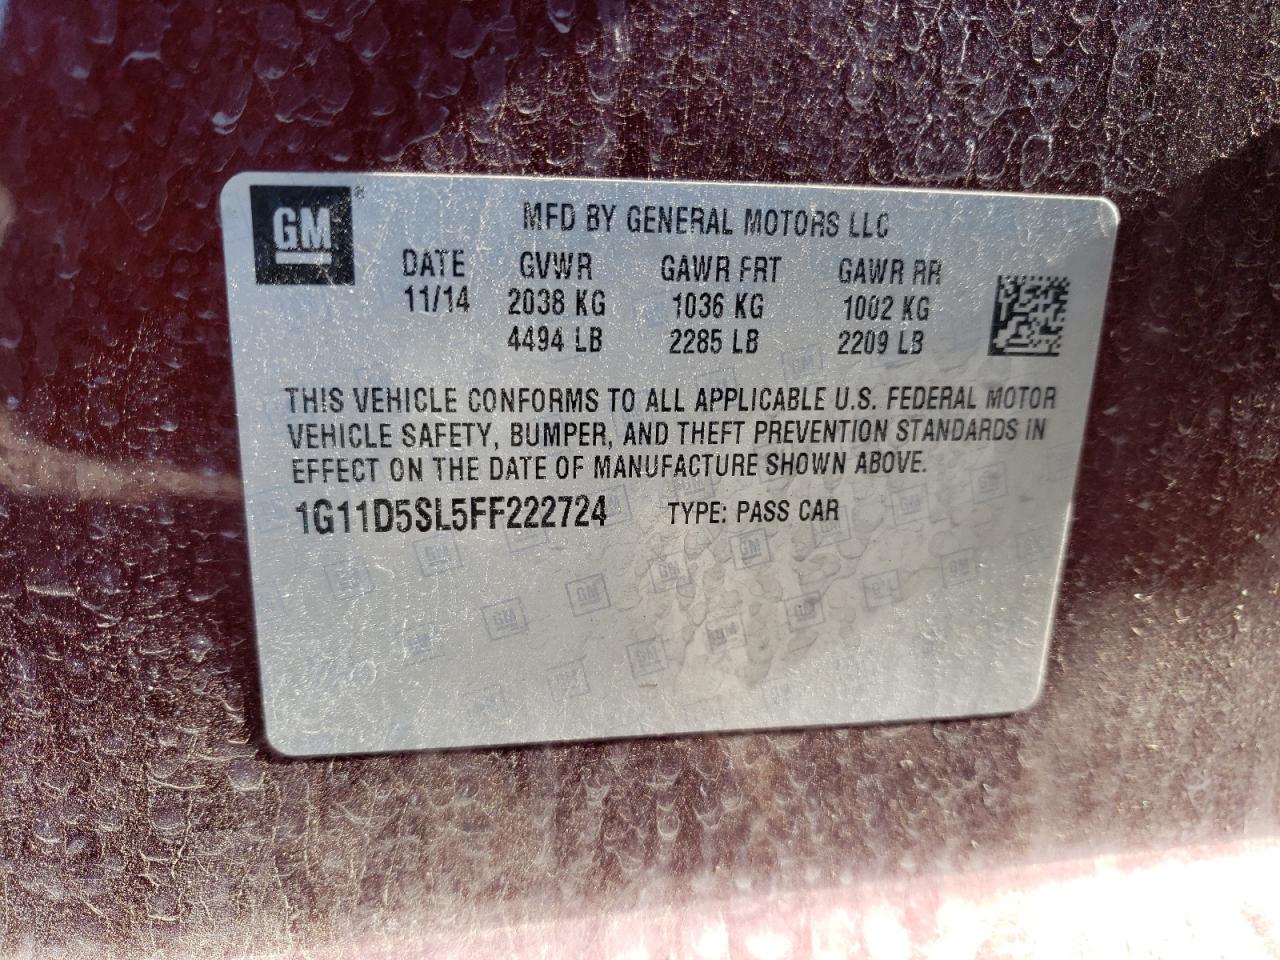 GM®
MFD BY GENERAL MOTORS LLC
DATE GVWR GAWR FRT GAWR RR
11/14 2038 KG 1036 KG 1002 KG
4494 LB 2285 LB 2209 LB
THIS VEHICLE CONFORMS TO ALL APPLICABLE U.S. FEDERAL MOTOR
VEHICLE SAFETY, BUMPER, AND THEFT PREVENTION STANDARDS IN
EFFECT ON THE DATE OF MANUFACTURE SHOWN ABOVE.
1G11D5SL5FF222724 TYPE: PASS CAR